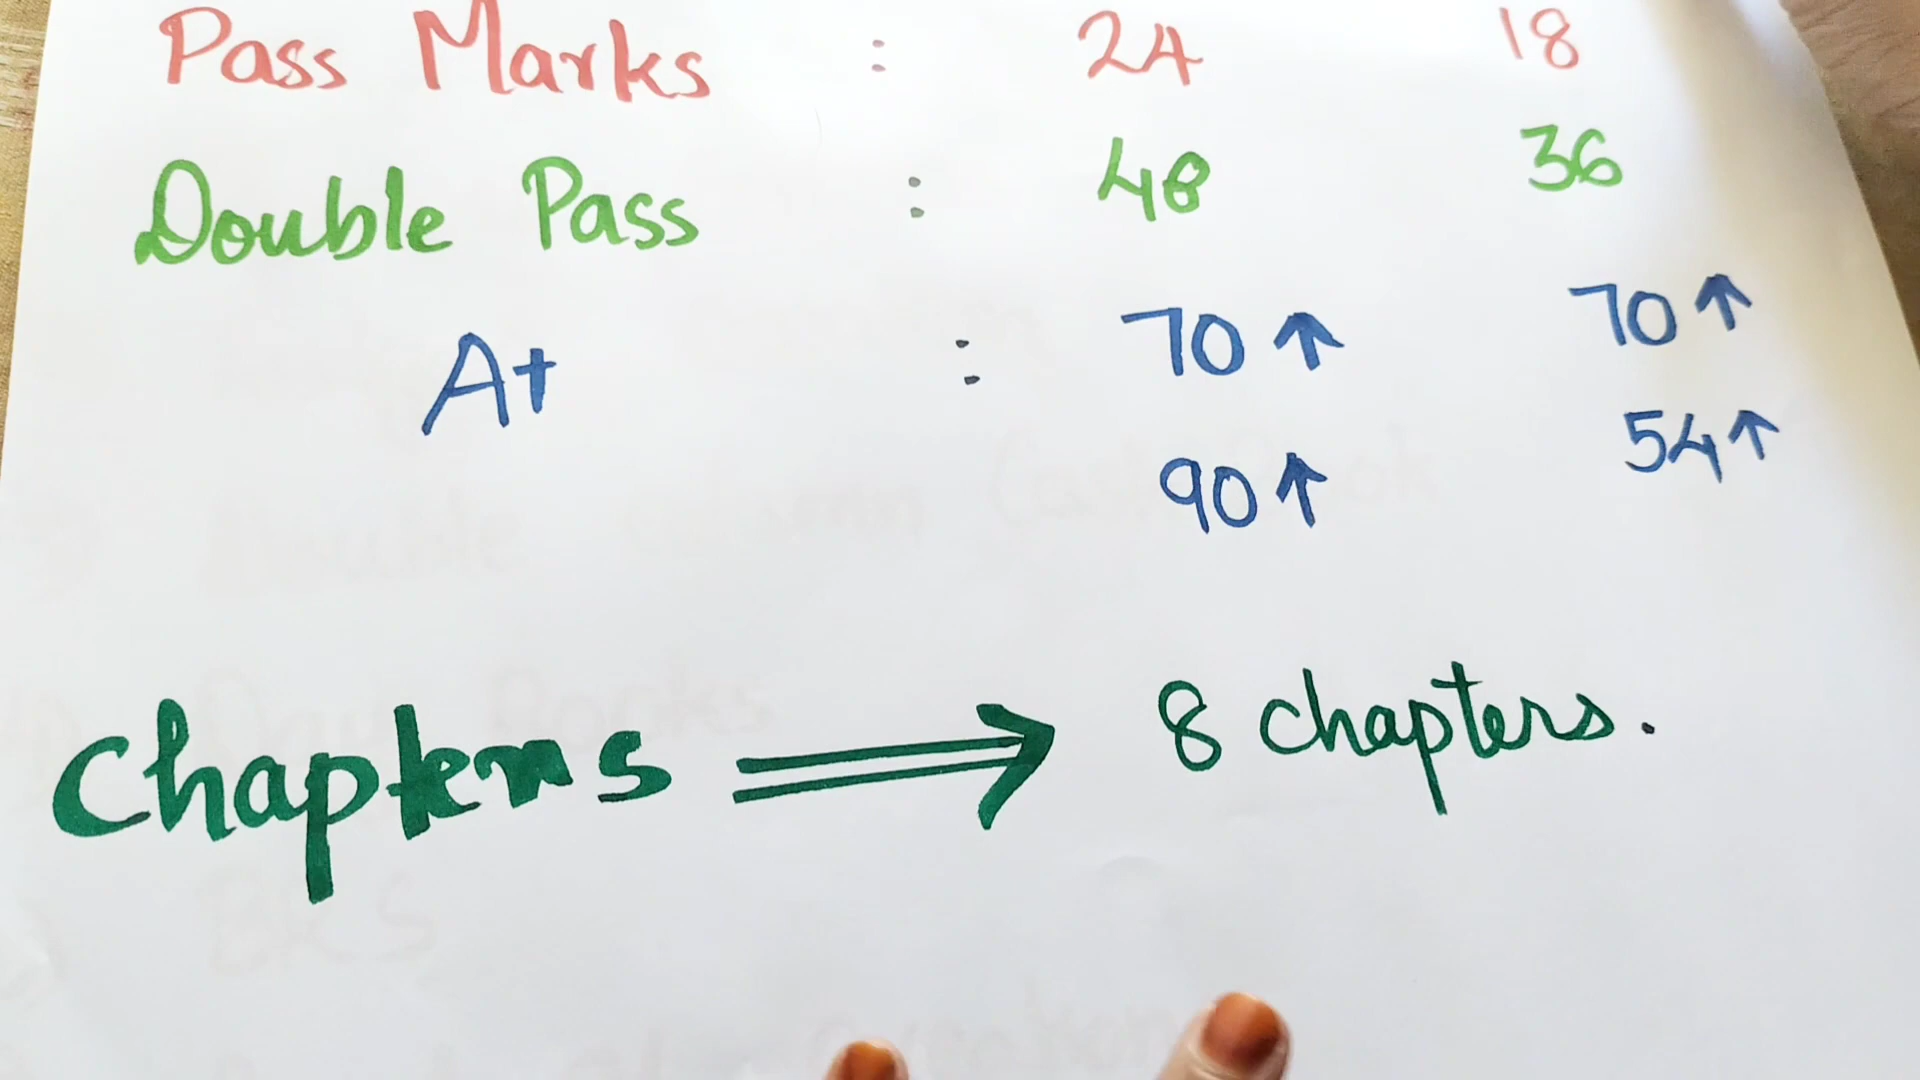 Pass Marks : 24 18
Double Pass : 48 36
A+ : 70↑ 70↑
90↑ 54↑
Chapters ⟹ 8 chapters.